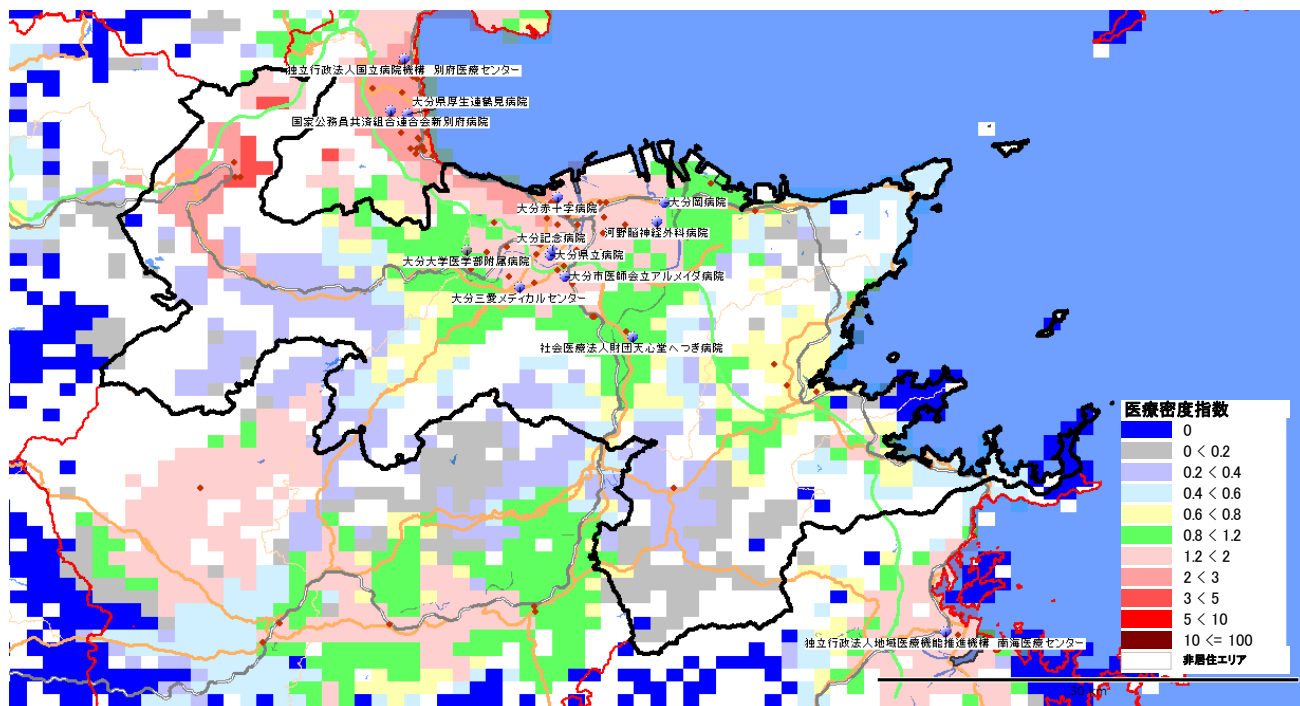 独立行政法人国立病院機構 別府医療センター
大分県厚生連鶴見病院
国家公務員共済組合連合会新別府病院
大分赤十字病院
大分岡病院
大分記念病院
河野脳神経外科病院
大分大学医学部附属病院
大分県立病院
大分市医師会立アルメイダ病院
大分三愛メディカルセンター
社会医療法人財団天心堂へつぎ病院
独立行政法人地域医療機能推進機構 南海医療センター
医療密度指数
0
0 < 0.2
0.2 < 0.4
0.4 < 0.6
0.6 < 0.8
0.8 < 1.2
1.2 < 2
2 < 3
3 < 5
5 < 10
10 <= 100
非居住エリア
30 km